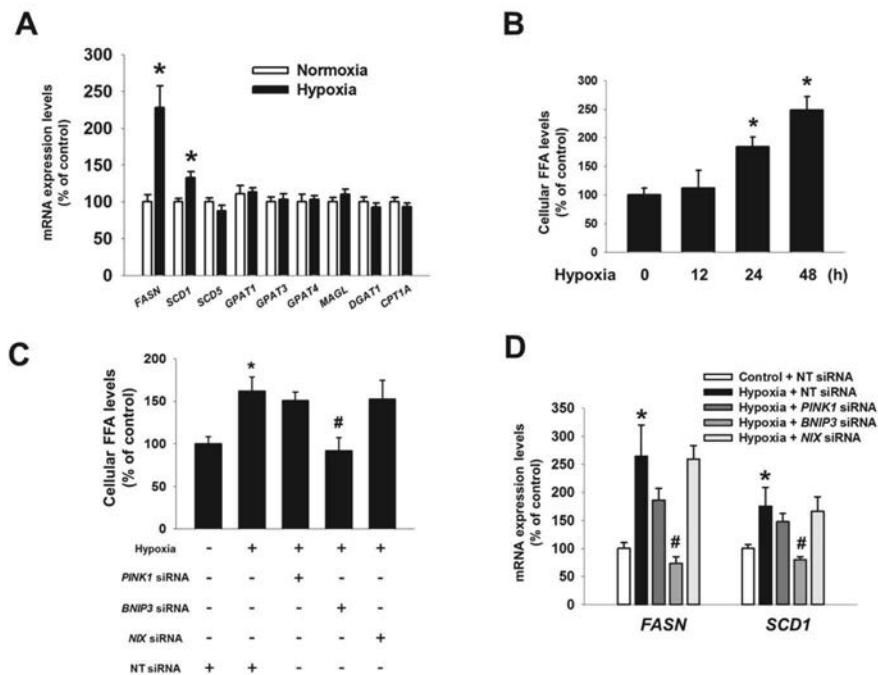 A
mRNA expression levels
(% of control)
300
250
200
150
100
50
0
*
*
Normoxia
Hypoxia
FASN
SCD1
SCD5
GPAT1
GPAT3
GPAT4
MAGL
DGAT1
CPT1A
B
Cellular FFA levels
(% of control)
300
250
200
150
100
50
0
*
*
Hypoxia 0 12 24 48 (h)
C
Cellular FFA levels
(% of control)
200
150
100
50
0
*
#
Hypoxia - + + + +
PINK1 siRNA - - + - -
BNIP3 siRNA - - - + -
NIX siRNA - - - - +
NT siRNA + + - - -
D
Control + NT siRNA
Hypoxia + NT siRNA
Hypoxia + PINK1 siRNA
Hypoxia + BNIP3 siRNA
Hypoxia + NIX siRNA
mRNA expression levels
(% of control)
350
300
250
200
150
100
50
0
*
#
*
#
FASN SCD1